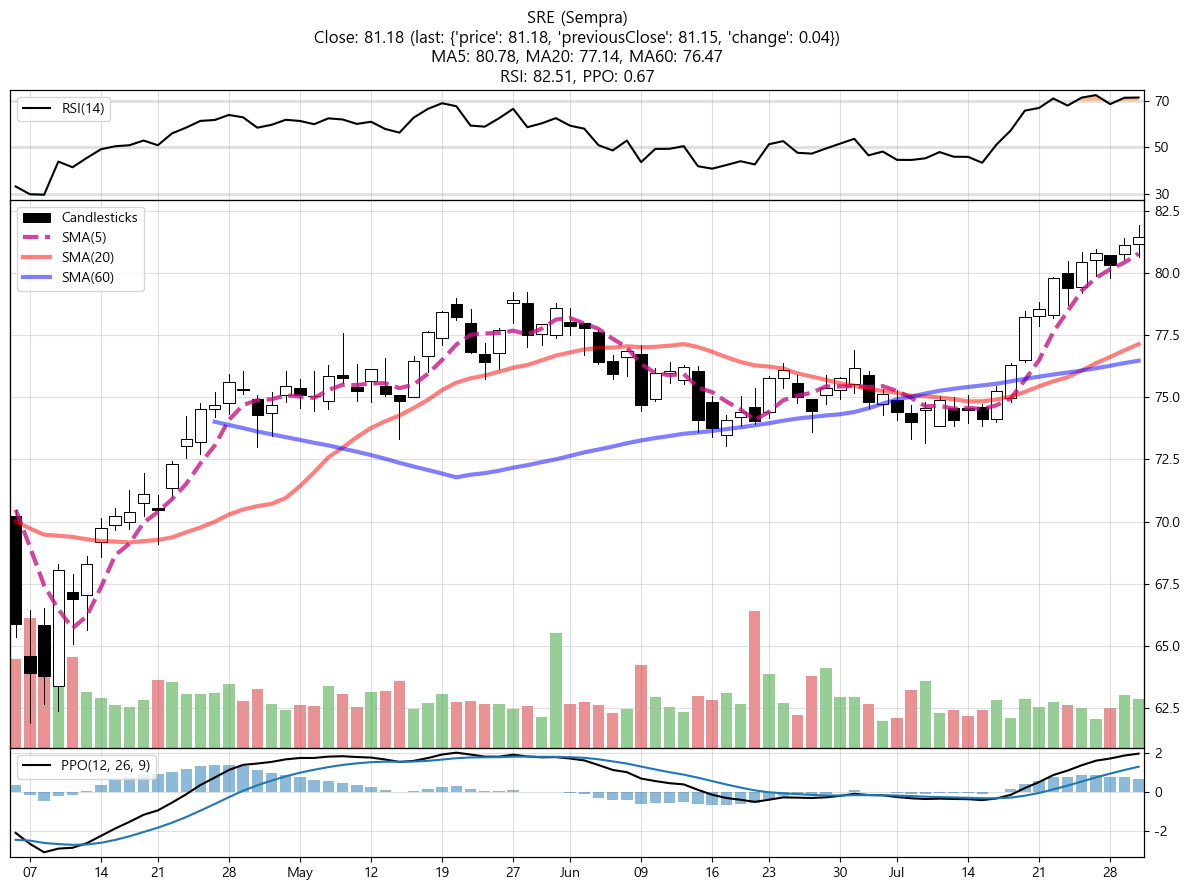 SRE (Sempra)
Close: 81.18 (last: {'price': 81.18, 'previousClose': 81.15, 'change': 0.04})
MA5: 80.78, MA20: 77.14, MA60: 76.47
RSI: 82.51, PPO: 0.67
RSI(14)
70
50
30
Candlesticks
SMA(5)
SMA(20)
SMA(60)
82.5
80.0
77.5
75.0
72.5
70.0
67.5
65.0
62.5
PPO(12, 26, 9)
2
0
-2
07 14 21 28 May 12 19 27 Jun 09 16 23 30 Jul 14 21 28